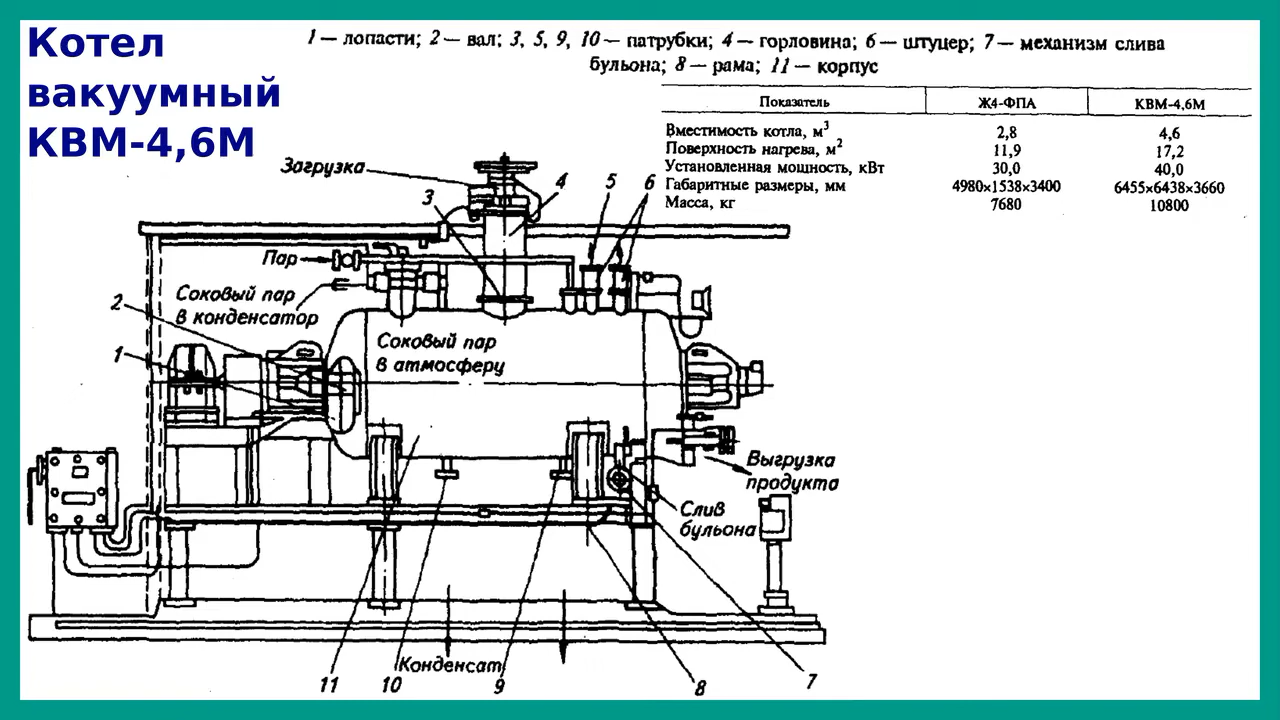 Котел
вакуумный
КВМ-4,6М
1 — лопасти; 2 — вал; 3, 5, 9, 10 — патрубки; 4 — горловина; 6 — штуцер; 7 — механизм слива
бульона; 8 — рама; 11 — корпус
Показатель Ж4-ФПА КВМ-4,6М
Вместимость котла, м³ 2,8 4,6
Поверхность нагрева, м² 11,9 17,2
Установленная мощность, кВт 30,0 40,0
Габаритные размеры, мм 4980×1538×3400 6455×6438×3660
Масса, кг 7680 10800
Загрузка
3
4
5
6
Пар
Соковый пар
в конденсатор
2
1
Соковый пар
в атмосферу
Выгрузка
продукта
Слив
бульона
Конденсат
11
10
9
8
7